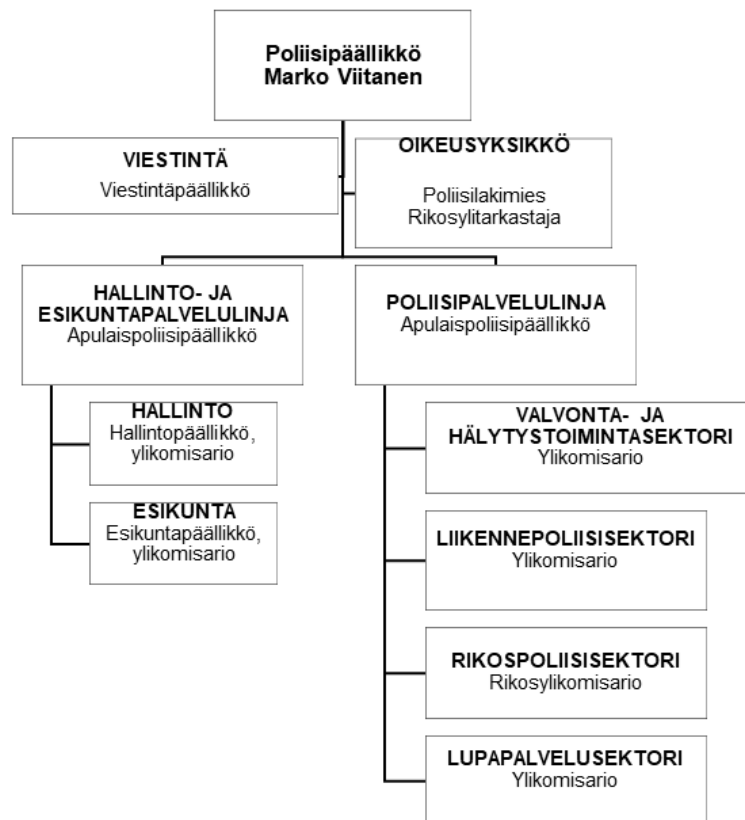 Poliisipäällikkö
Marko Viitanen
VIESTINTÄ
Viestintäpäällikkö
OIKEUSYKSIKKÖ
Poliisilakimies
Rikosylitarkastaja
HALLINTO- JA
ESIKUNTAPALVELULINJA
Apulaispoliisipäällikkö
POLIISIPALVELULINJA
Apulaispoliisipäällikkö
HALLINTO
Hallintopäällikkö,
ylikomisario
ESIKUNTA
Esikuntapäällikkö,
ylikomisario
VALVONTA- JA
HÄLYTYSTOIMINTASEKTORI
Ylikomisario
LIIKENNEPOLIISISEKTORI
Ylikomisario
RIKOSPOLIISISEKTORI
Rikosylikomisario
LUPAPALVELUSEKTORI
Ylikomisario